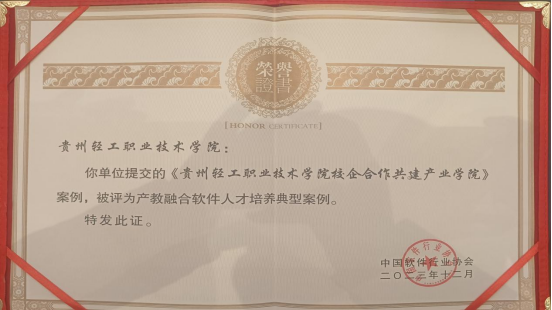 榮譽
證書
[HONOR CERTIFICATE]
贵州轻工职业技术学院:
你单位提交的《贵州轻工职业技术学院校企合作共建产业学院》
案例,被评为产教融合软件人才培养典型案例。
特发此证。
中国软件行业协会
二〇二三年十二月